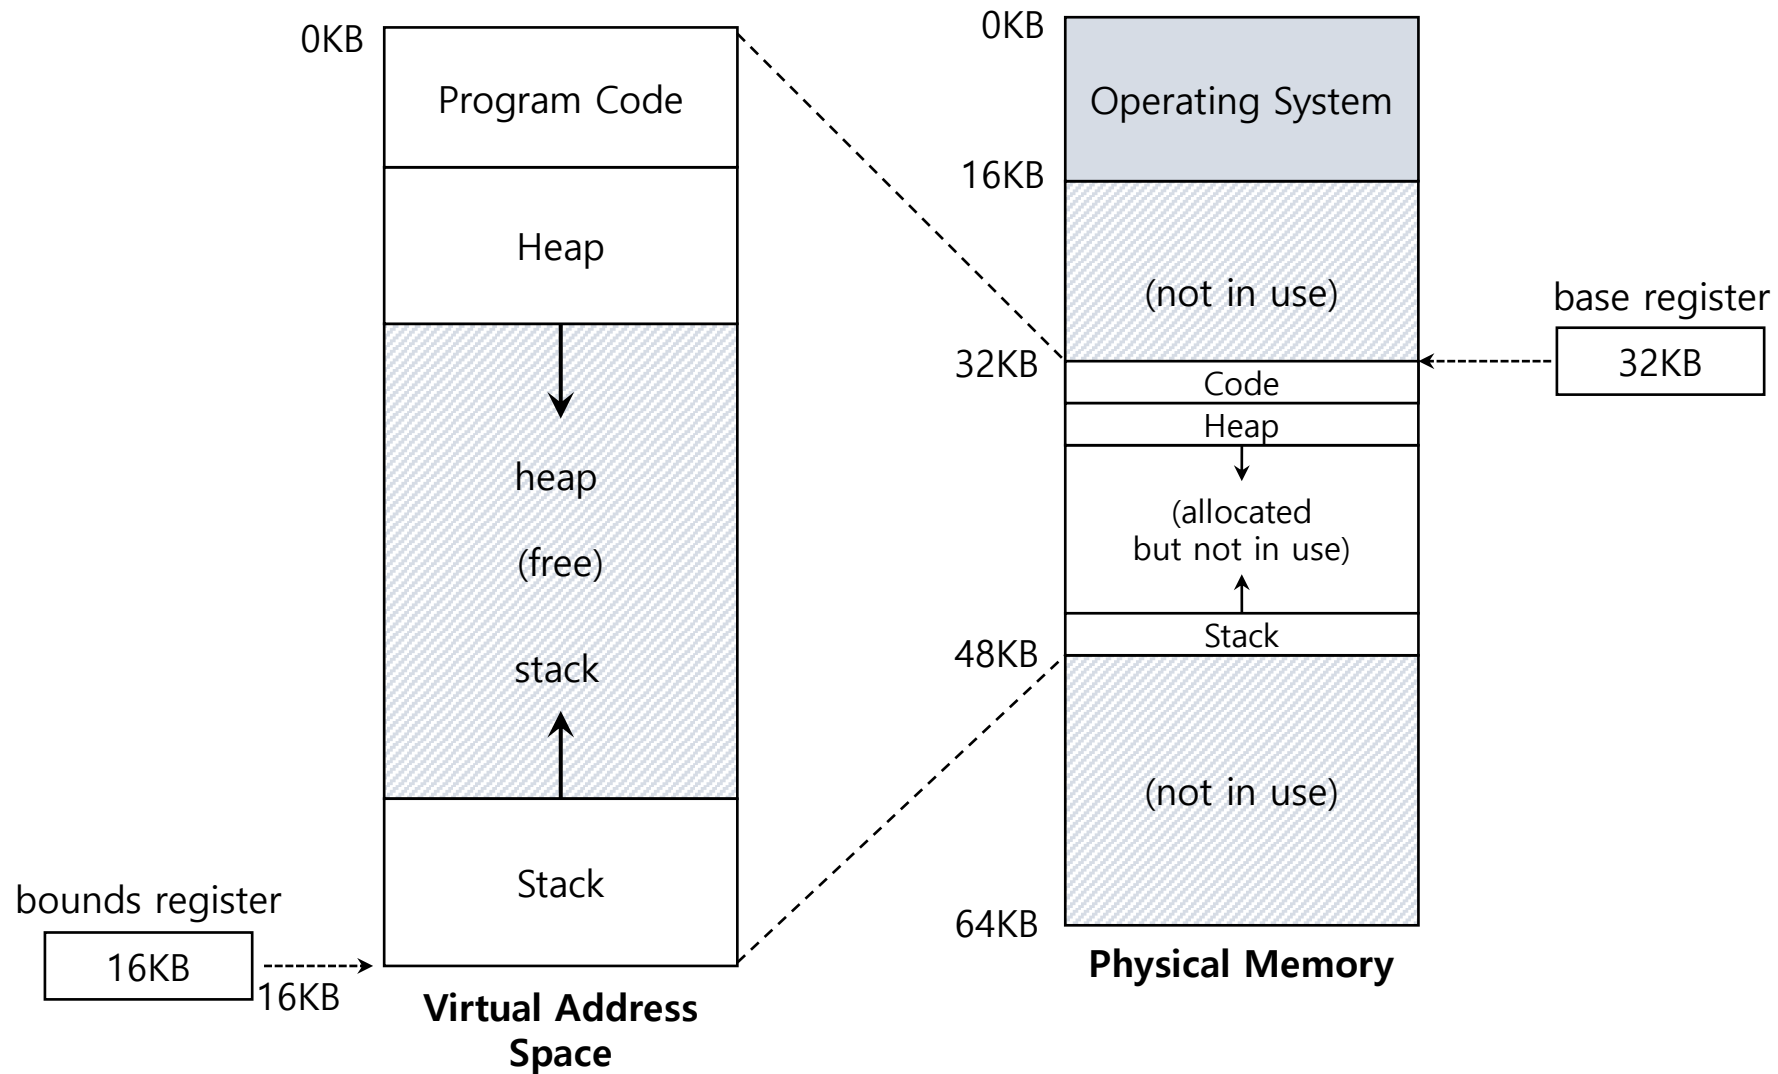 0KB
Program Code
Heap
heap
(free)
stack
Stack
bounds register
16KB
16KB
Virtual Address
Space
0KB
Operating System
16KB
(not in use)
32KB
Code
Heap
(allocated
but not in use)
Stack
48KB
(not in use)
64KB
Physical Memory
base register
32KB